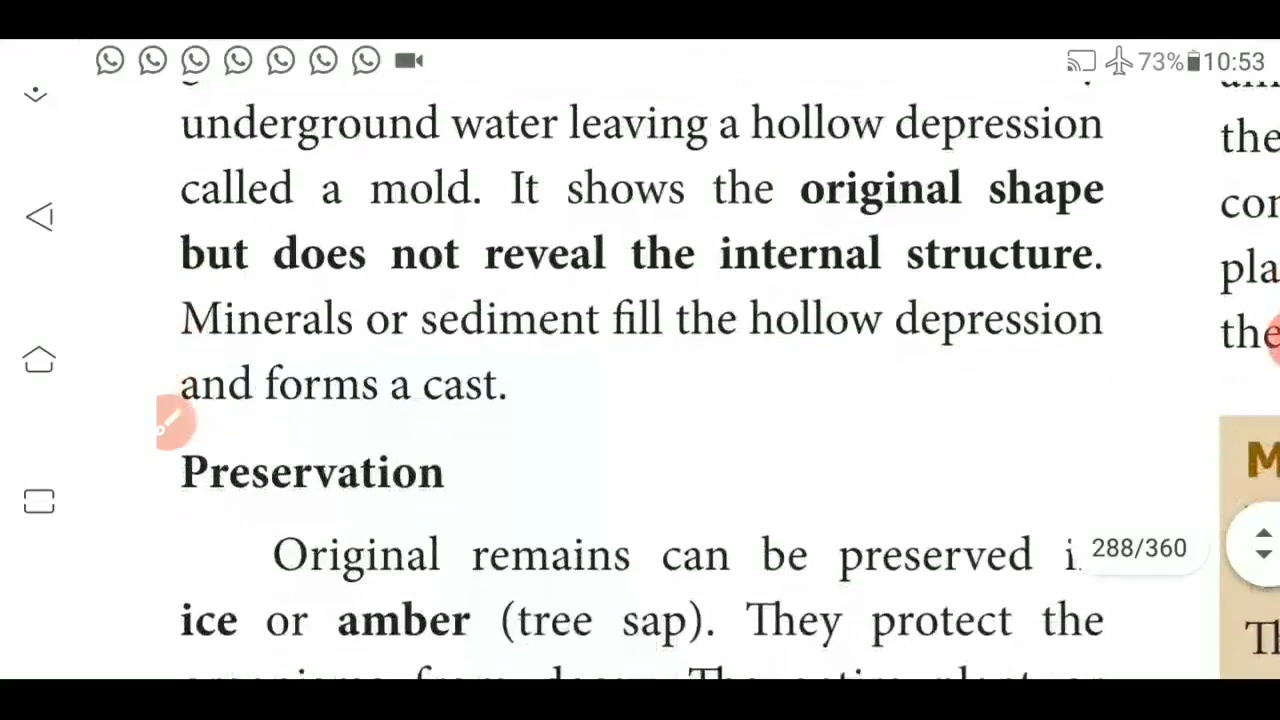 73% 10:53
underground water leaving a hollow depression
called a mold. It shows the original shape
but does not reveal the internal structure.
Minerals or sediment fill the hollow depression
and forms a cast.
Preservation
Original remains can be preserved
288/360
ice or amber (tree sap). They protect the
the
the